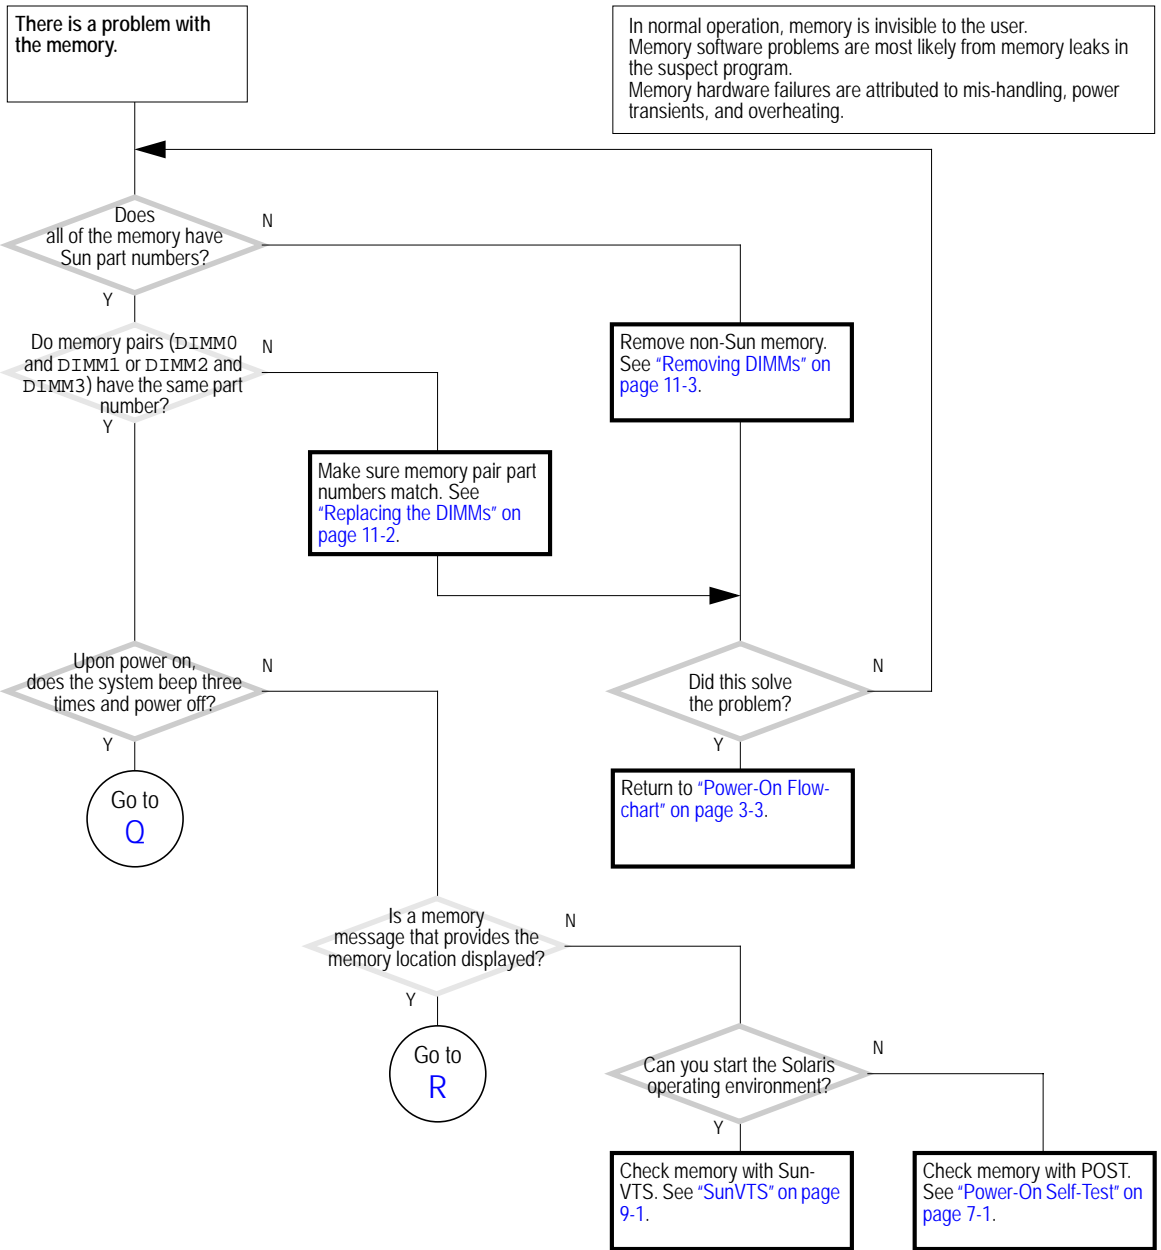 There is a problem with
the memory.
In normal operation, memory is invisible to the user.
Memory software problems are most likely from memory leaks in
the suspect program.
Memory hardware failures are attributed to mis-handling, power
transients, and overheating.
Does
all of the memory have
Sun part numbers?
N
Y
Do memory pairs (DIMM0
and DIMM1 or DIMM2 and
DIMM3) have the same part
number?
N
Y
Remove non-Sun memory.
See "Removing DIMMs" on
page 11-3.
Make sure memory pair part
numbers match. See
"Replacing the DIMMs" on
page 11-2.
Upon power on,
does the system beep three
times and power off?
N
Y
Did this solve
the problem?
N
Y
Go to
Q
Return to "Power-On Flow-
chart" on page 3-3.
Is a memory
message that provides the
memory location displayed?
N
Y
Go to
R
Can you start the Solaris
operating environment?
N
Y
Check memory with Sun-
VTS. See "SunVTS" on page
9-1.
Check memory with POST.
See "Power-On Self-Test" on
page 7-1.